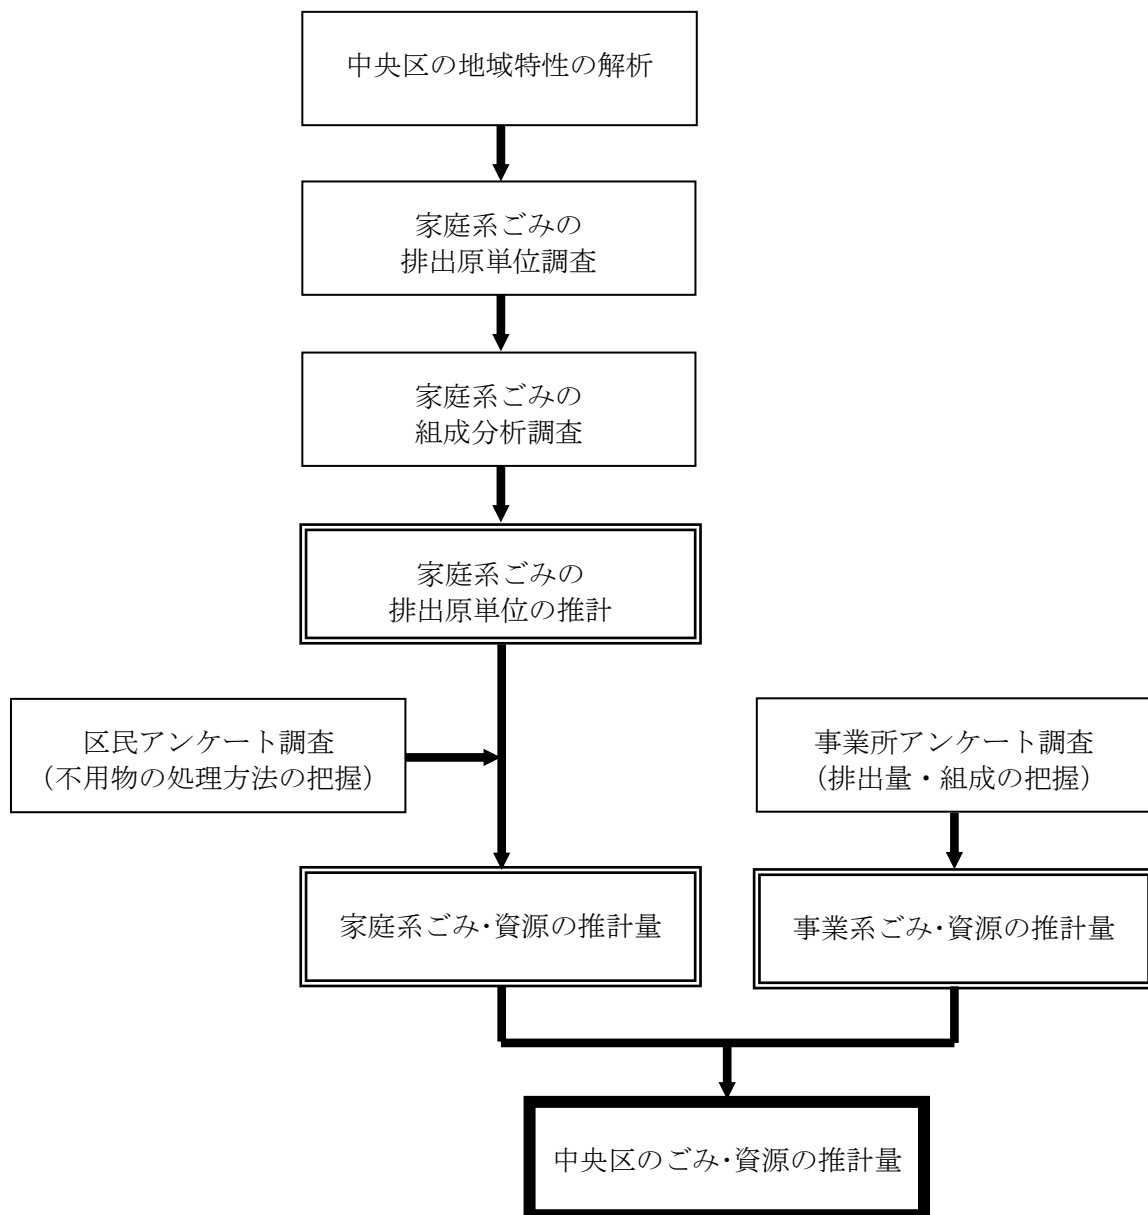 中央区の地域特性の解析
家庭系ごみの
排出原単位調査
家庭系ごみの
組成分析調査
家庭系ごみの
排出原単位の推計
区民アンケート調査
（不用物の処理方法の把握）
事業所アンケート調査
（排出量・組成の把握）
家庭系ごみ･資源の推計量
事業系ごみ･資源の推計量
中央区のごみ･資源の推計量